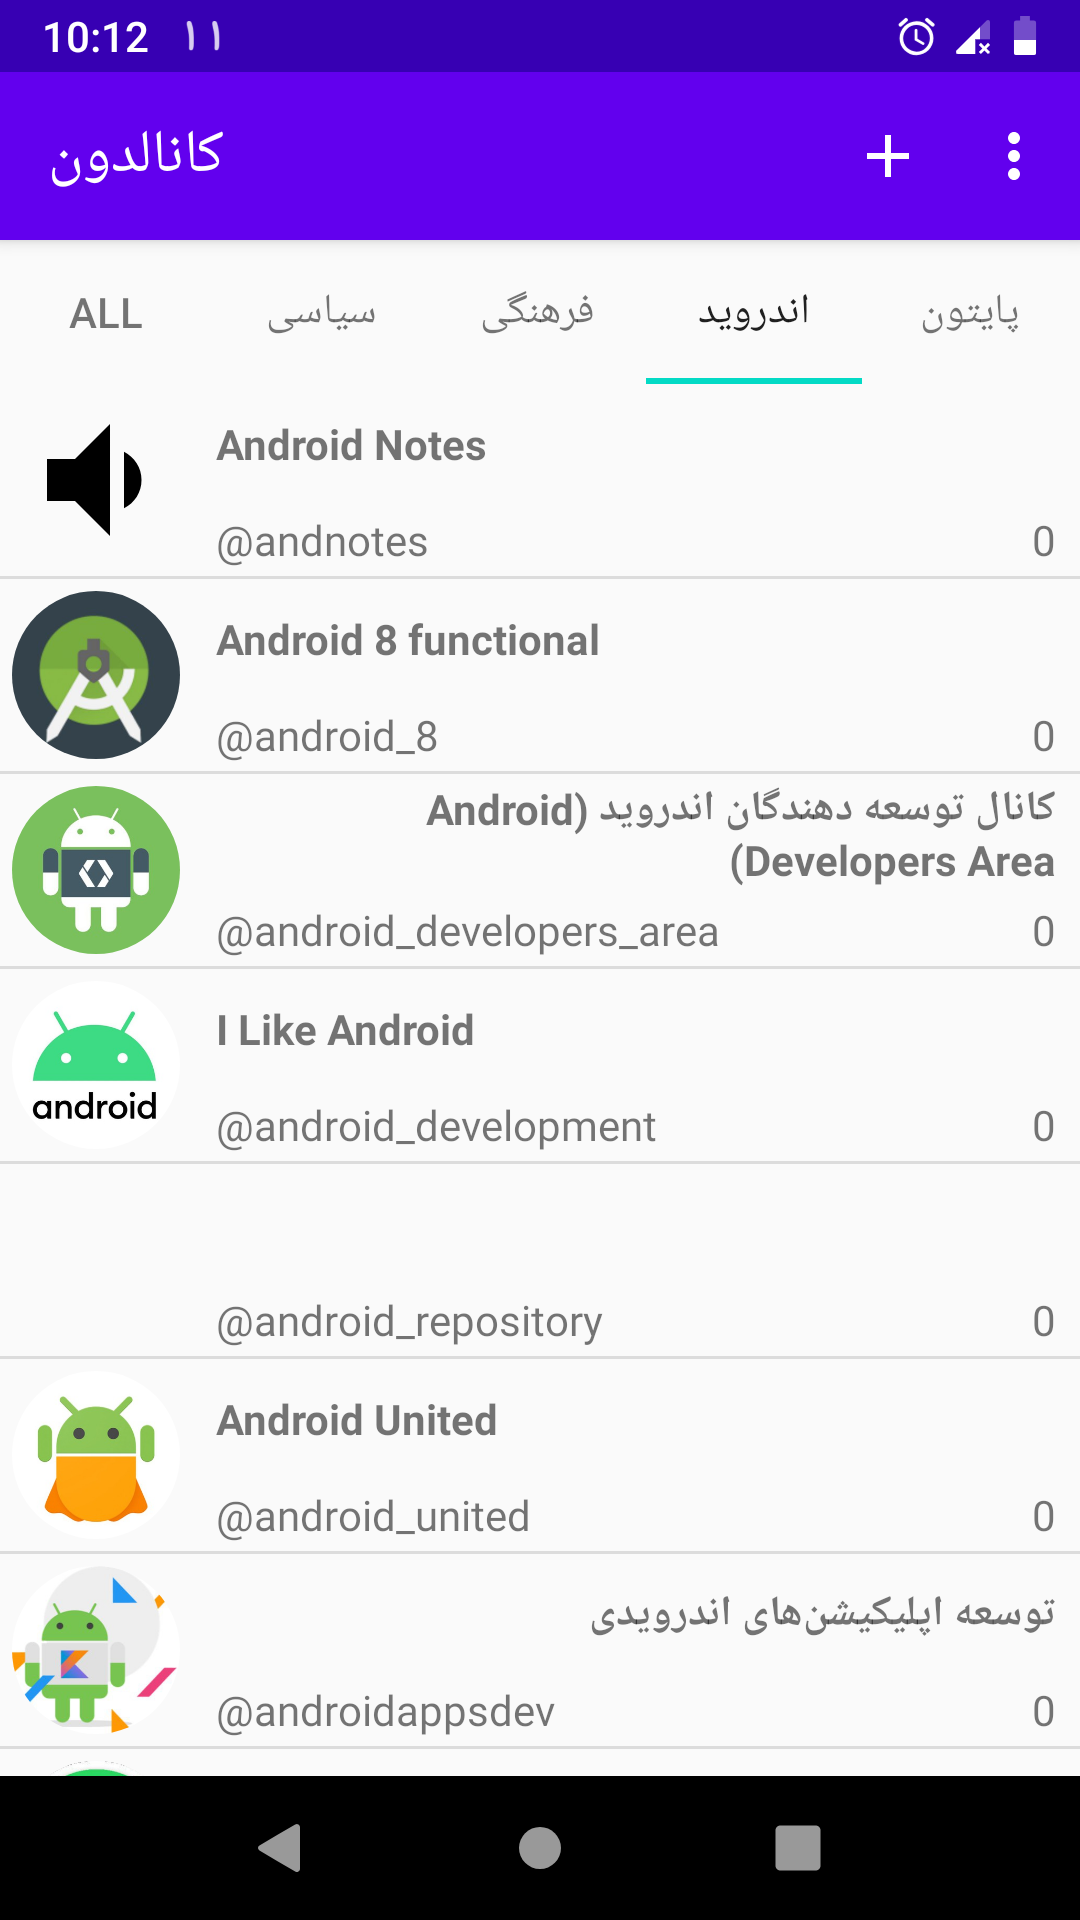 10:12 ۱۱
کانالدون
ALL سیاسی فرهنگی اندروید پایتون
Android Notes
@andnotes 0
Android 8 functional
@android_8 0
کانال توسعه دهندگان اندروید (Android
Developers Area)
@android_developers_area 0
I Like Android
android
@android_development 0
@android_repository 0
Android United
@android_united 0
توسعه اپلیکیشن‌های اندرویدی
@androidappsdev 0